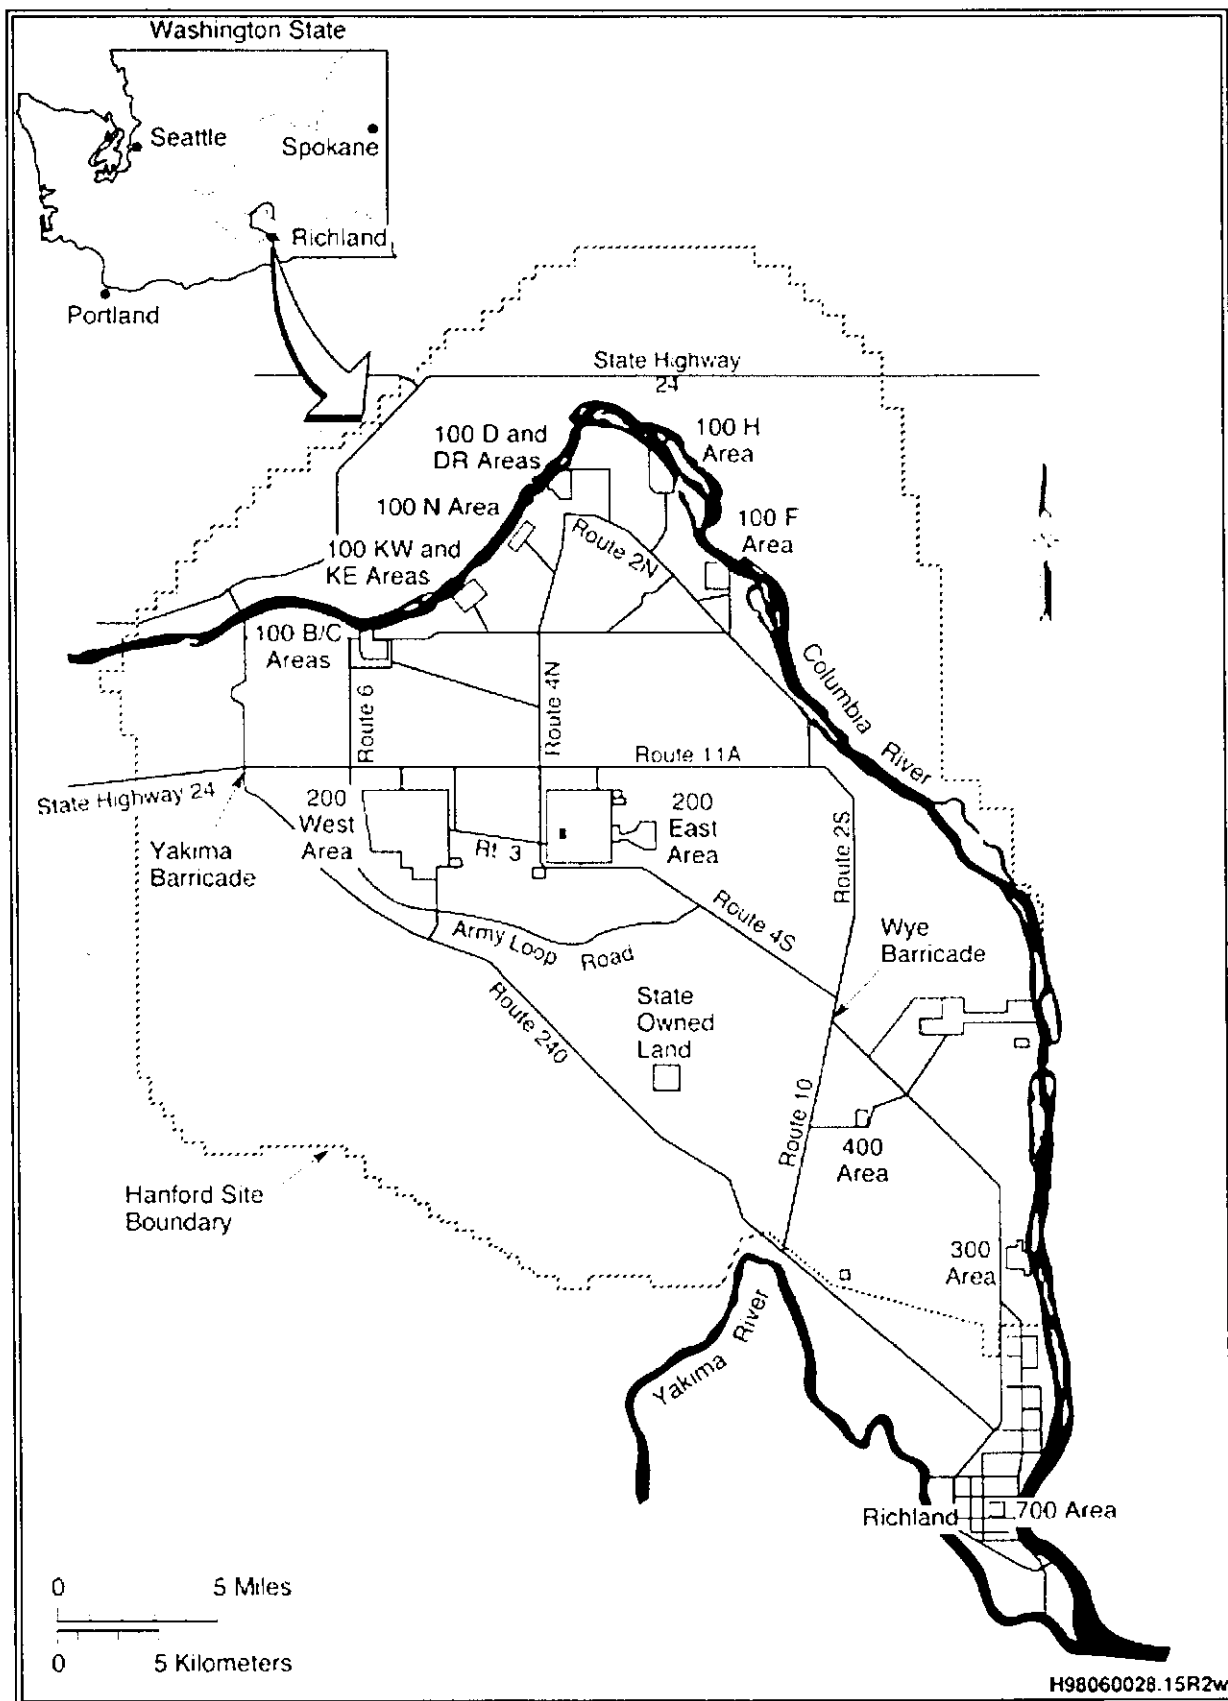 Washington State
Seattle
Spokane
Richland
Portland
State Highway
24
100 D and
DR Areas
100 H
Area
100 N Area
100 F
Area
Route 2N
100 KW and
KE Areas
100 B/C
Areas
Columbia River
Route 6
Route 4N
Route 11A
State Highway 24
200
West
Area
200
East
Area
Yakima
Barricade
Rt. 3
Route 2S
Route 4S
Army Loop Road
Wye
Barricade
State
Owned
Land
Route 240
Route 10
400
Area
Hanford Site
Boundary
300
Area
Yakima River
Richland
700 Area
0 5 Miles
0 5 Kilometers
H98060028.15R2w